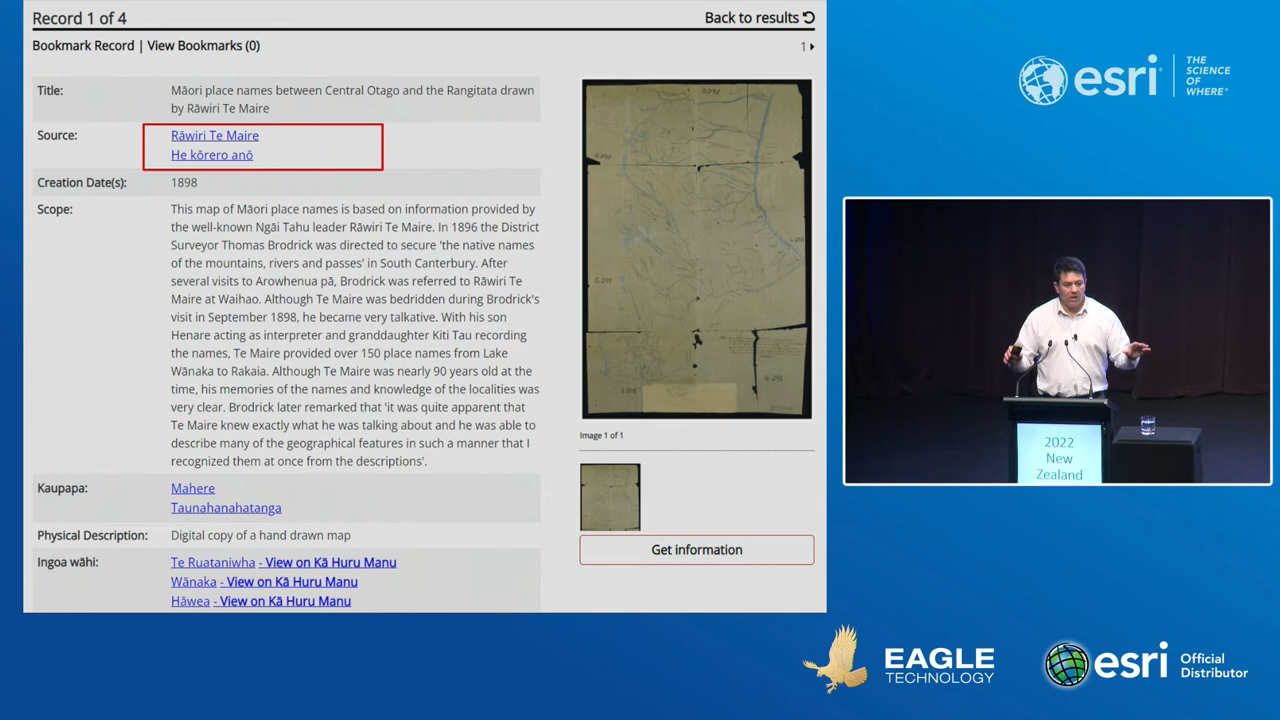 Record 1 of 4
Back to results
Bookmark Record | View Bookmarks (0)
1
Title:
Māori place names between Central Otago and the Rangitata drawn
by Rāwiri Te Maire
Source:
Rāwiri Te Maire
He kōrero anō
Creation Date(s):
1898
Scope:
This map of Māori place names is based on information provided by
the well-known Ngāi Tahu leader Rāwiri Te Maire. In 1896 the District
Surveyor Thomas Brodrick was directed to secure 'the native names
of the mountains, rivers and passes' in South Canterbury. After
several visits to Arowhenua pā, Brodrick was referred to Rāwiri Te
Maire at Waihao. Although Te Maire was bedridden during Brodrick's
visit in September 1898, he became very talkative. With his son
Henare acting as interpreter and granddaughter Kiti Tau recording
the names, Te Maire provided over 150 place names from Lake
Wānaka to Rakaia. Although Te Maire was nearly 90 years old at the
time, his memories of the names and knowledge of the localities was
very clear. Brodrick later remarked that 'it was quite apparent that
Te Maire knew exactly what he was talking about and he was able to
describe many of the geographical features in such a manner that I
recognized them at once from the descriptions'.
Kaupapa:
Mahere
Taunahanahatanga
Physical Description:
Digital copy of a hand drawn map
Ingoa wāhi:
Te Ruataniwha - View on Kā Huru Manu
Wānaka - View on Kā Huru Manu
Hāwea - View on Kā Huru Manu
Image 1 of 1
Get information
esri
THE
SCIENCE
OF
WHERE®
2022
New
Zealand
EAGLE
TECHNOLOGY
esri
Official
Distributor